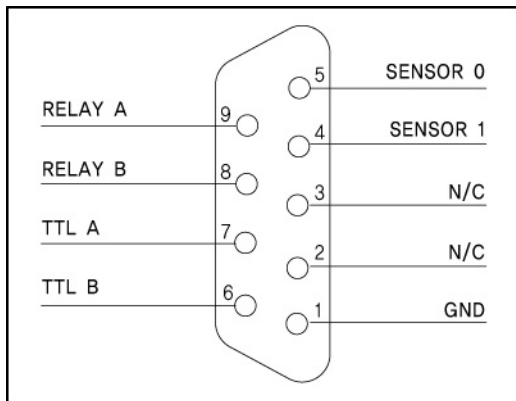 RELAY A 9
RELAY B 8
TTL A 7
TTL B 6
5 SENSOR 0
4 SENSOR 1
3 N/C
2 N/C
1 GND